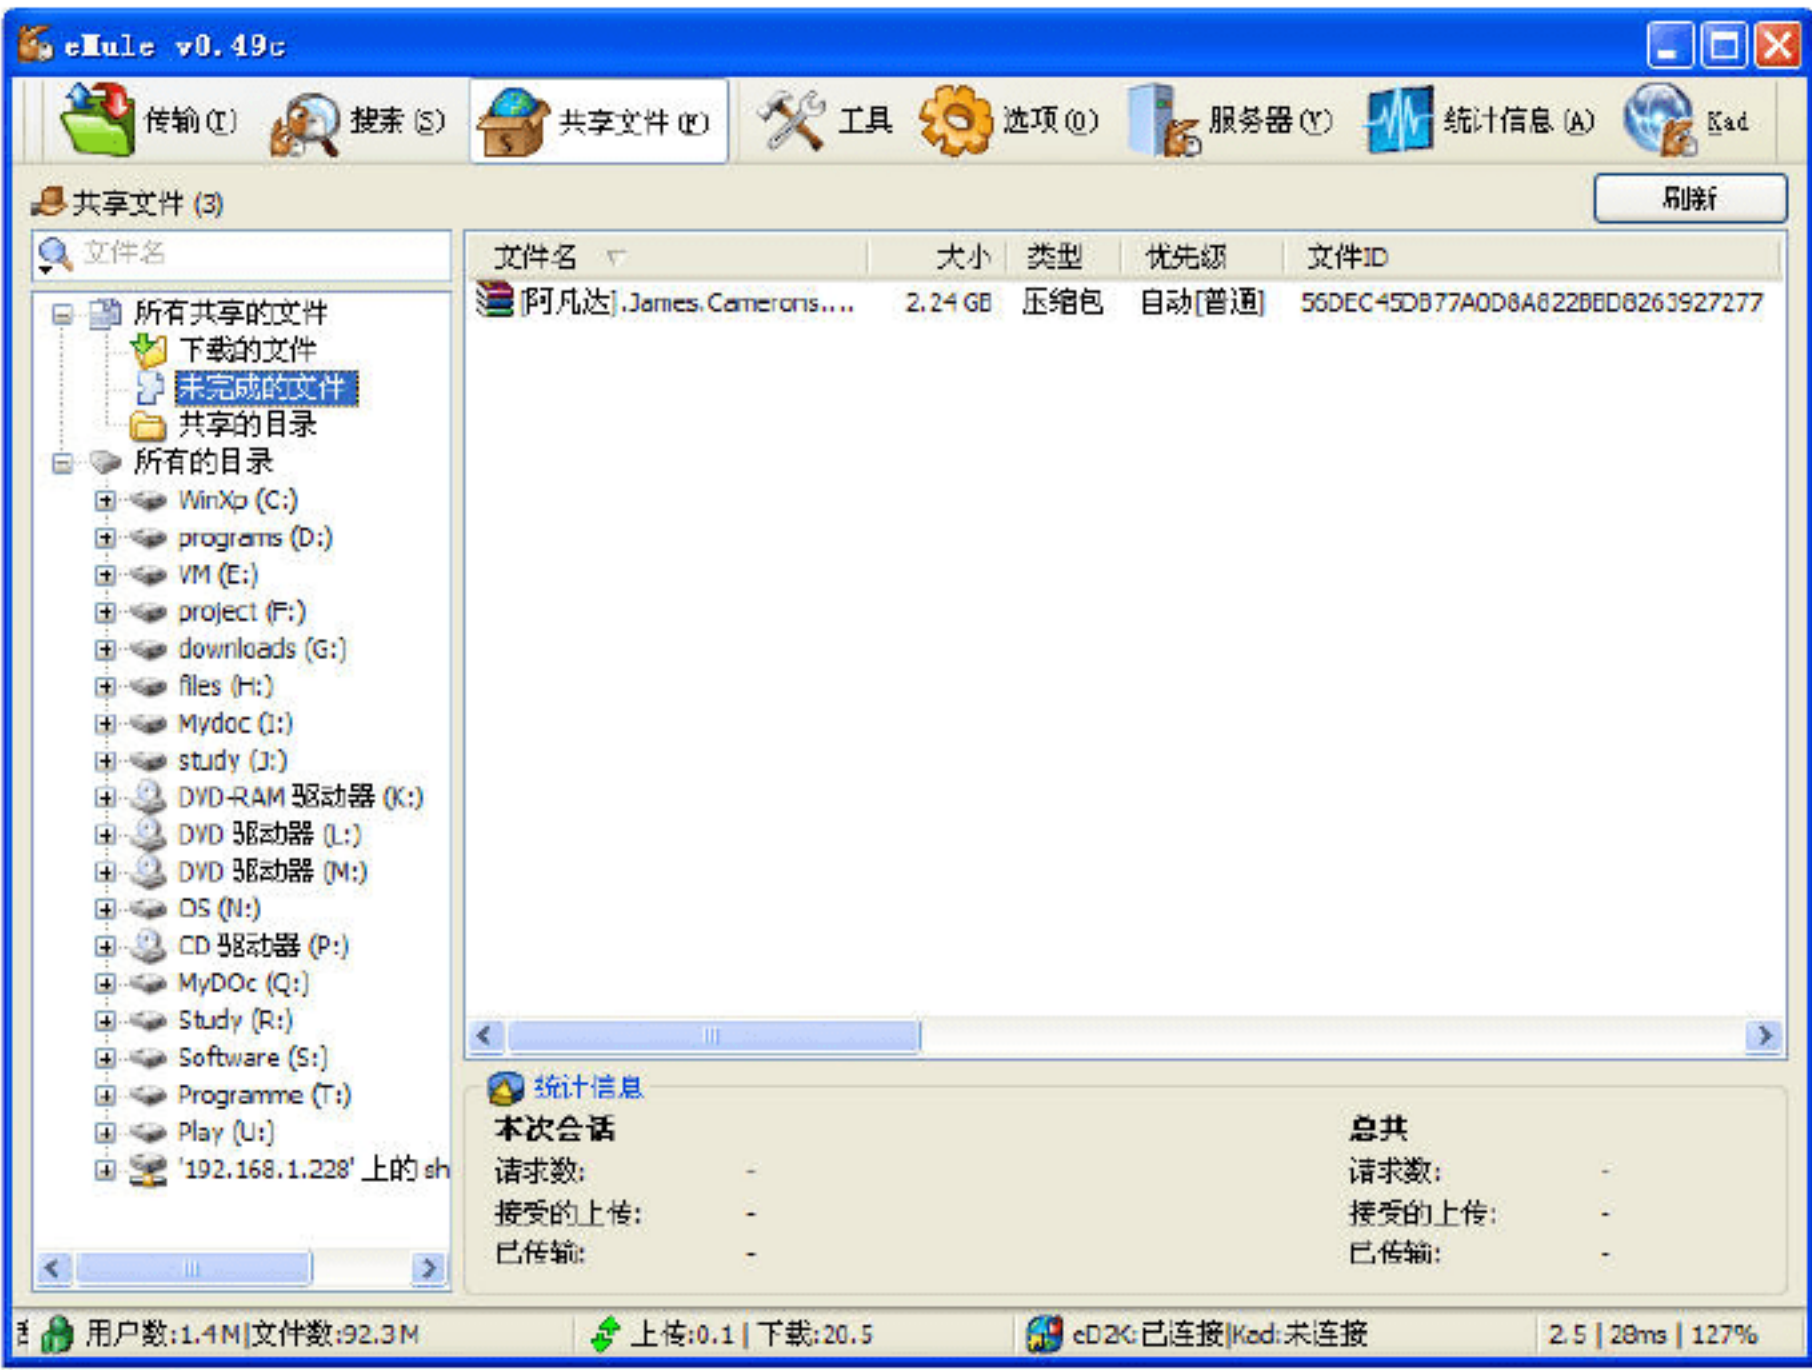 eMule v0.49c
传输(T) 搜索(S) 共享文件(F) 工具 选项(O) 服务器(V) 统计信息(A) Kad
共享文件 (3)
刷新
文件名
文件名 大小 类型 优先级 文件ID
[阿凡达].James.Camerons.... 2.24 GB 压缩包 自动[普通] 56DEC45DB77A0D8A822BBD8263927277
所有共享的文件
下载的文件
未完成的文件
共享的目录
所有的目录
WinXp (C:)
programs (D:)
VM (E:)
project (F:)
downloads (G:)
files (H:)
Mydoc (I:)
study (J:)
DVD-RAM 驱动器 (K:)
DVD 驱动器 (L:)
DVD 驱动器 (M:)
OS (N:)
CD 驱动器 (P:)
MyDOc (Q:)
Study (R:)
Software (S:)
Programme (T:)
Play (U:)
'192.168.1.228' 上的 sh
统计信息
本次会话 总共
请求数: - 请求数: -
接受的上传: - 接受的上传: -
已传输: - 已传输: -
用户数:1.4M|文件数:92.3M 上传:0.1 | 下载:20.5 eD2K:已连接|Kad:未连接 2.5 | 28ms | 127%